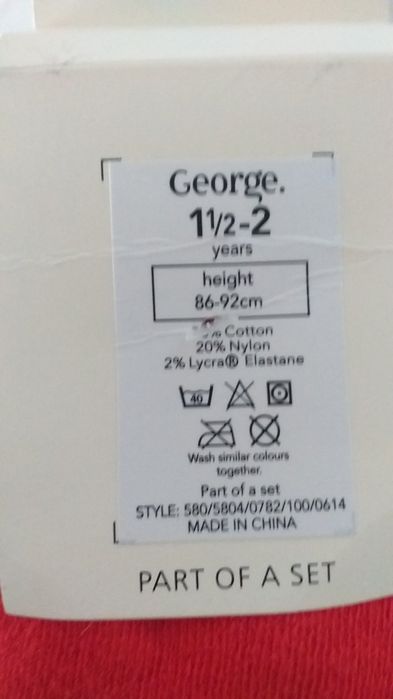 George.
1½-2
years
height
86-92cm
% Cotton
20% Nylon
2% Lycra® Elastane
40
Wash similar colours
together.
Part of a set
STYLE: 580/5804/0782/100/0614
MADE IN CHINA
PART OF A SET